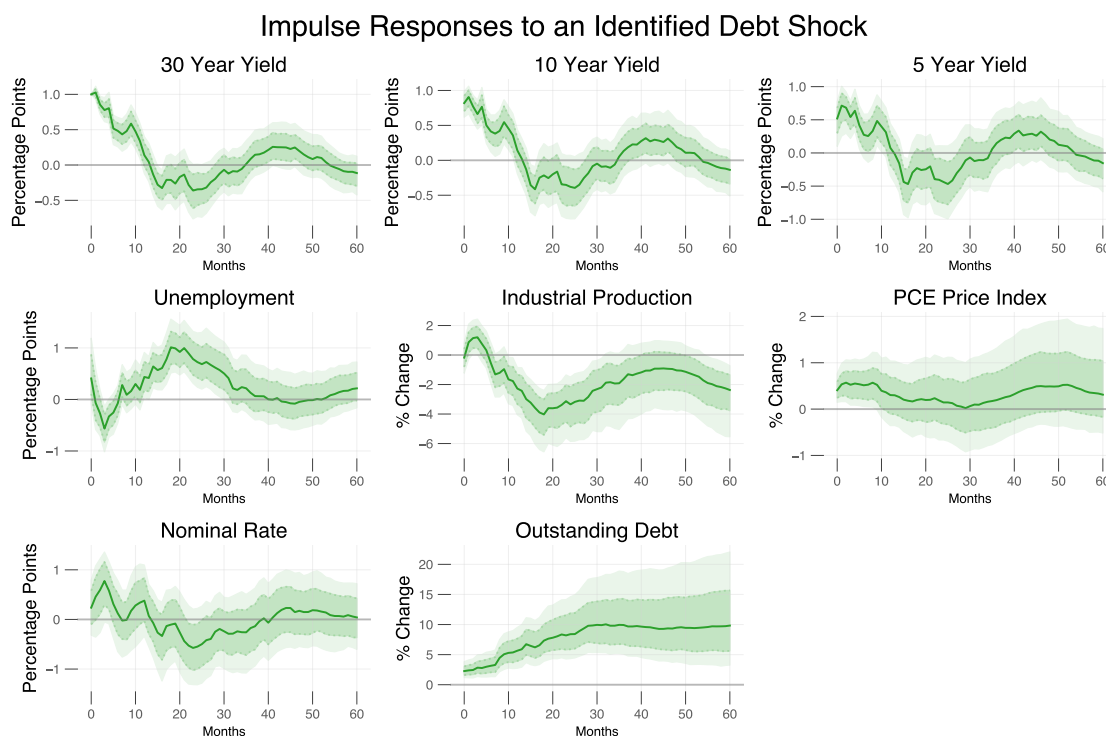 Impulse Responses to an Identified Debt Shock
30 Year Yield
Percentage Points
1.0
0.5
0.0
−0.5
0 10 20 30 40 50 60
Months
10 Year Yield
Percentage Points
1.0
0.5
0.0
−0.5
0 10 20 30 40 50 60
Months
5 Year Yield
Percentage Points
1.0
0.5
0.0
−0.5
−1.0
0 10 20 30 40 50 60
Months
Unemployment
Percentage Points
1
0
−1
0 10 20 30 40 50 60
Months
Industrial Production
% Change
2
0
−2
−4
−6
0 10 20 30 40 50 60
Months
PCE Price Index
% Change
2
1
0
−1
0 10 20 30 40 50 60
Months
Nominal Rate
Percentage Points
1
0
−1
0 10 20 30 40 50 60
Months
Outstanding Debt
% Change
20
15
10
5
0
0 10 20 30 40 50 60
Months